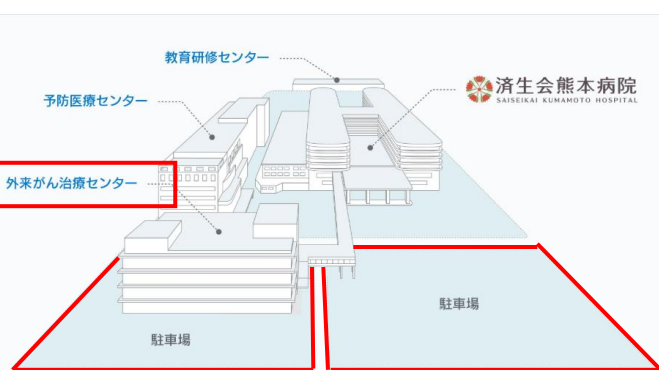 教育研修センター
済生会熊本病院
SAISEIKAI KUMAMOTO HOSPITAL
予防医療センター
外来がん治療センター
駐車場
駐車場